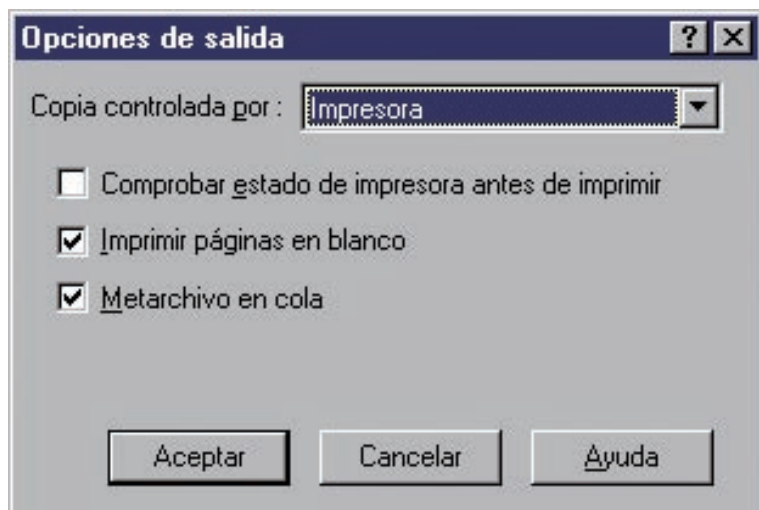 Opciones de salida
Copia controlada por : Impresora
Comprobar estado de impresora antes de imprimir
Imprimir páginas en blanco
Metarchivo en cola
Aceptar Cancelar Ayuda